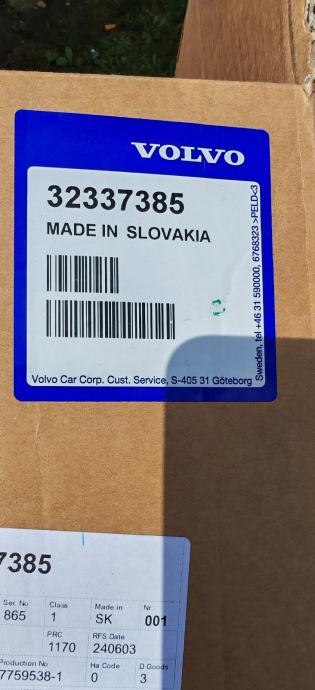 VOLVO
32337385
MADE IN SLOVAKIA
Volvo Car Corp. Cust. Service, S-405 31 Göteborg
Sweden, tel +46 31 590000, 6768323 >PELD<3
7385
Ser. No Class Made in Nr
865 1 SK 001
PRC RFS Date
1170 240603
Production No Ha Code D Goods
7759538-1 0 3